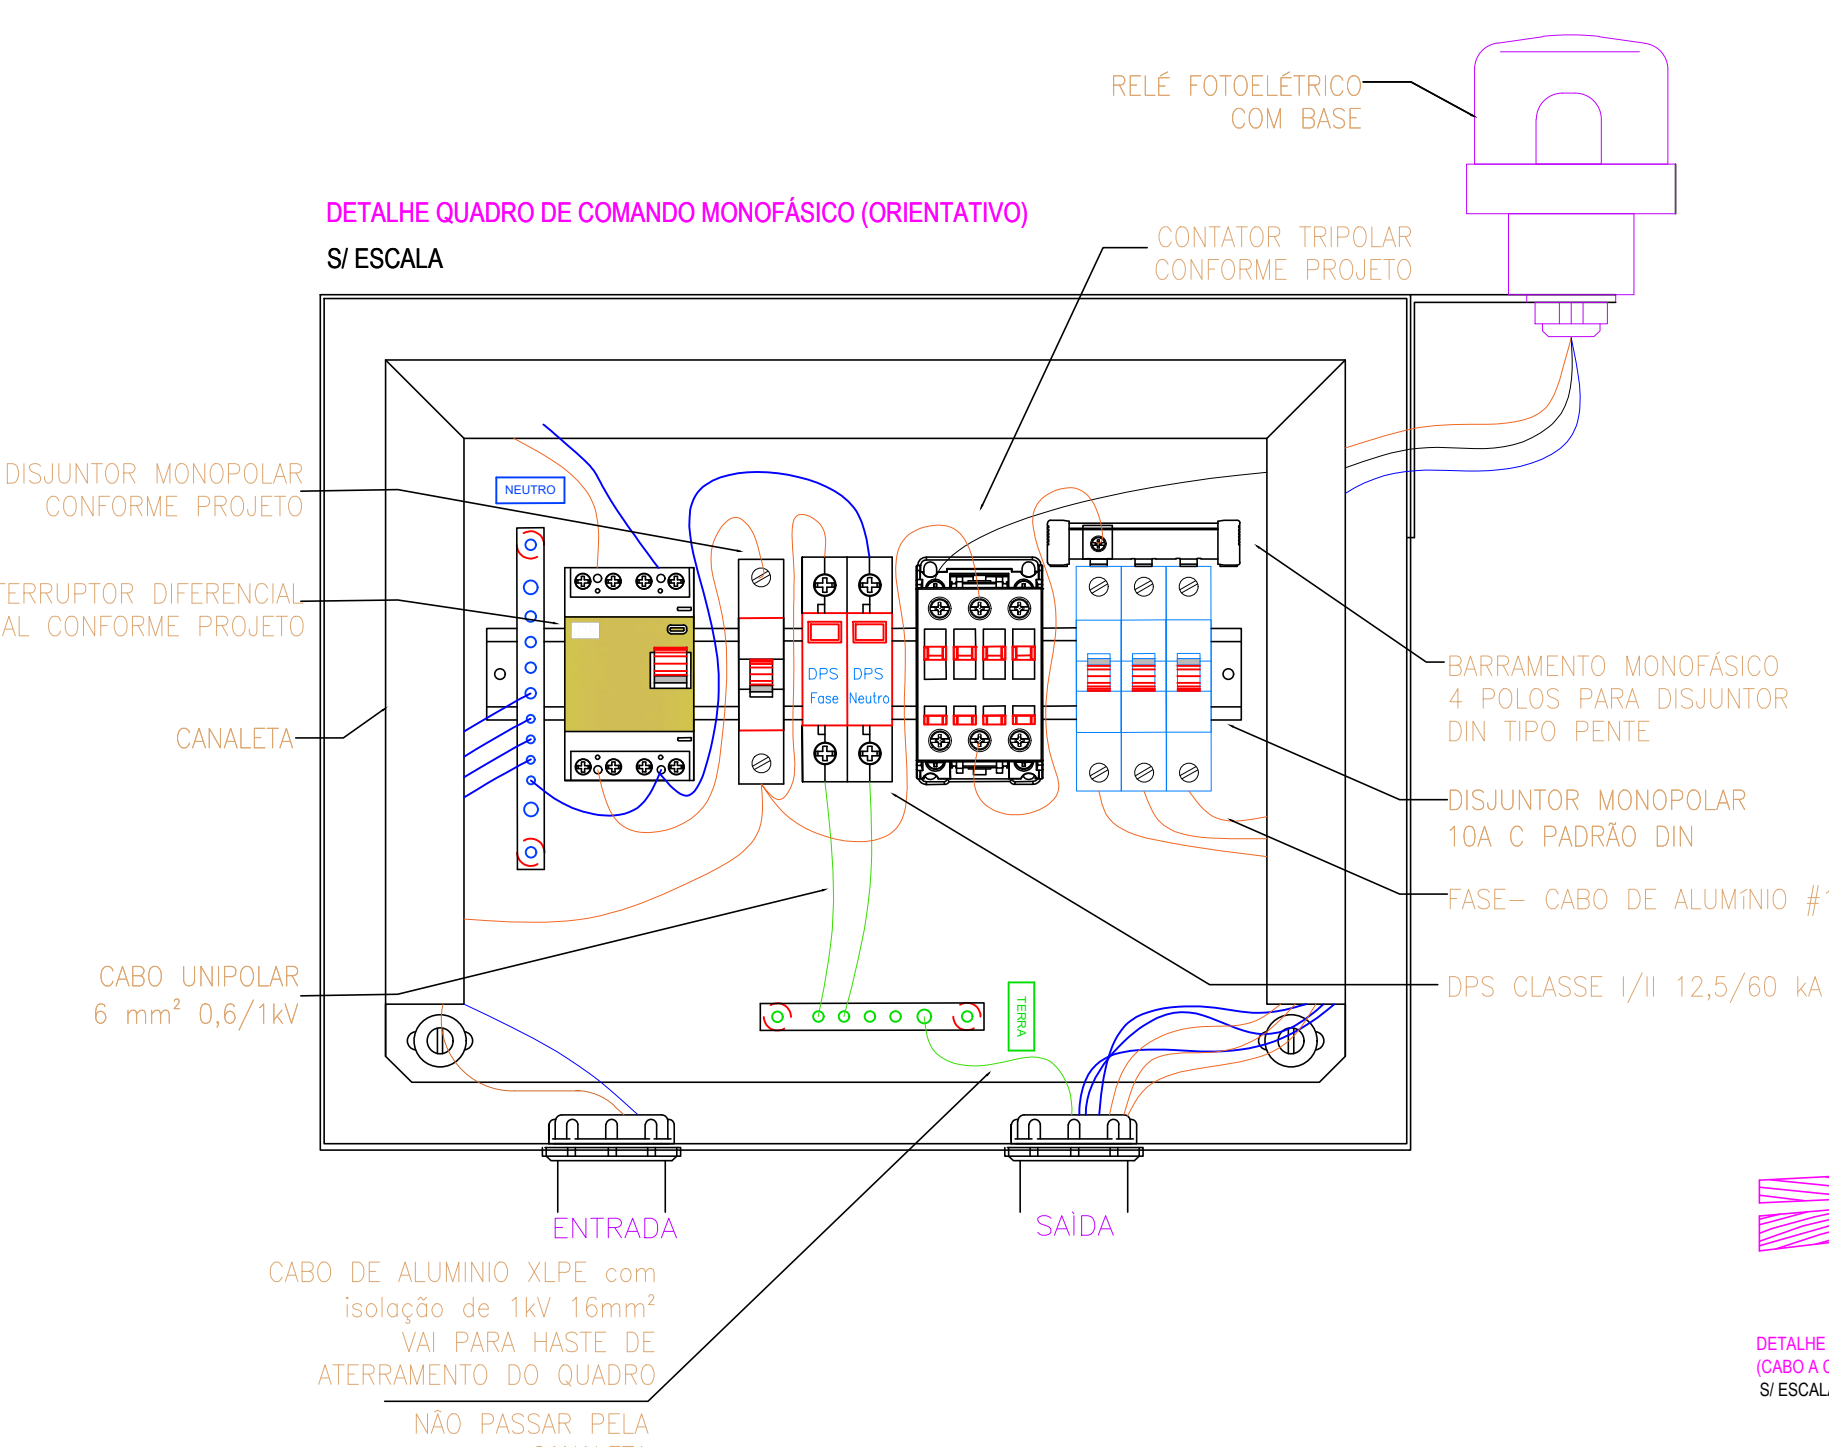 RELÉ FOTOELÉTRICO
COM BASE
DETALHE QUADRO DE COMANDO MONOFÁSICO (ORIENTATIVO)
S/ ESCALA
CONTATOR TRIPOLAR
CONFORME PROJETO
DISJUNTOR MONOPOLAR
CONFORME PROJETO
NEUTRO
DIFERENCIAL
CONFORME PROJETO
DPS
Fase
DPS
Neutro
BARRAMENTO MONOFÁSICO
4 POLOS PARA DISJUNTOR
DIN TIPO PENTE
CANALETA
DISJUNTOR MONOPOLAR
10A C PADRÃO DIN
FASE- CABO DE ALUMíNIO
CABO UNIPOLAR
6 mm² 0,6/1kV
DPS CLASSE I/II 12,5/60 kA
TERRA
ENTRADA
SAÌDA
CABO DE ALUMINIO XLPE com
isolação de 1kV 16mm²
VAI PARA HASTE DE
ATERRAMENTO DO QUADRO
NÃO PASSAR PELA
DETALHE
(CABO A
S/ ESCALA